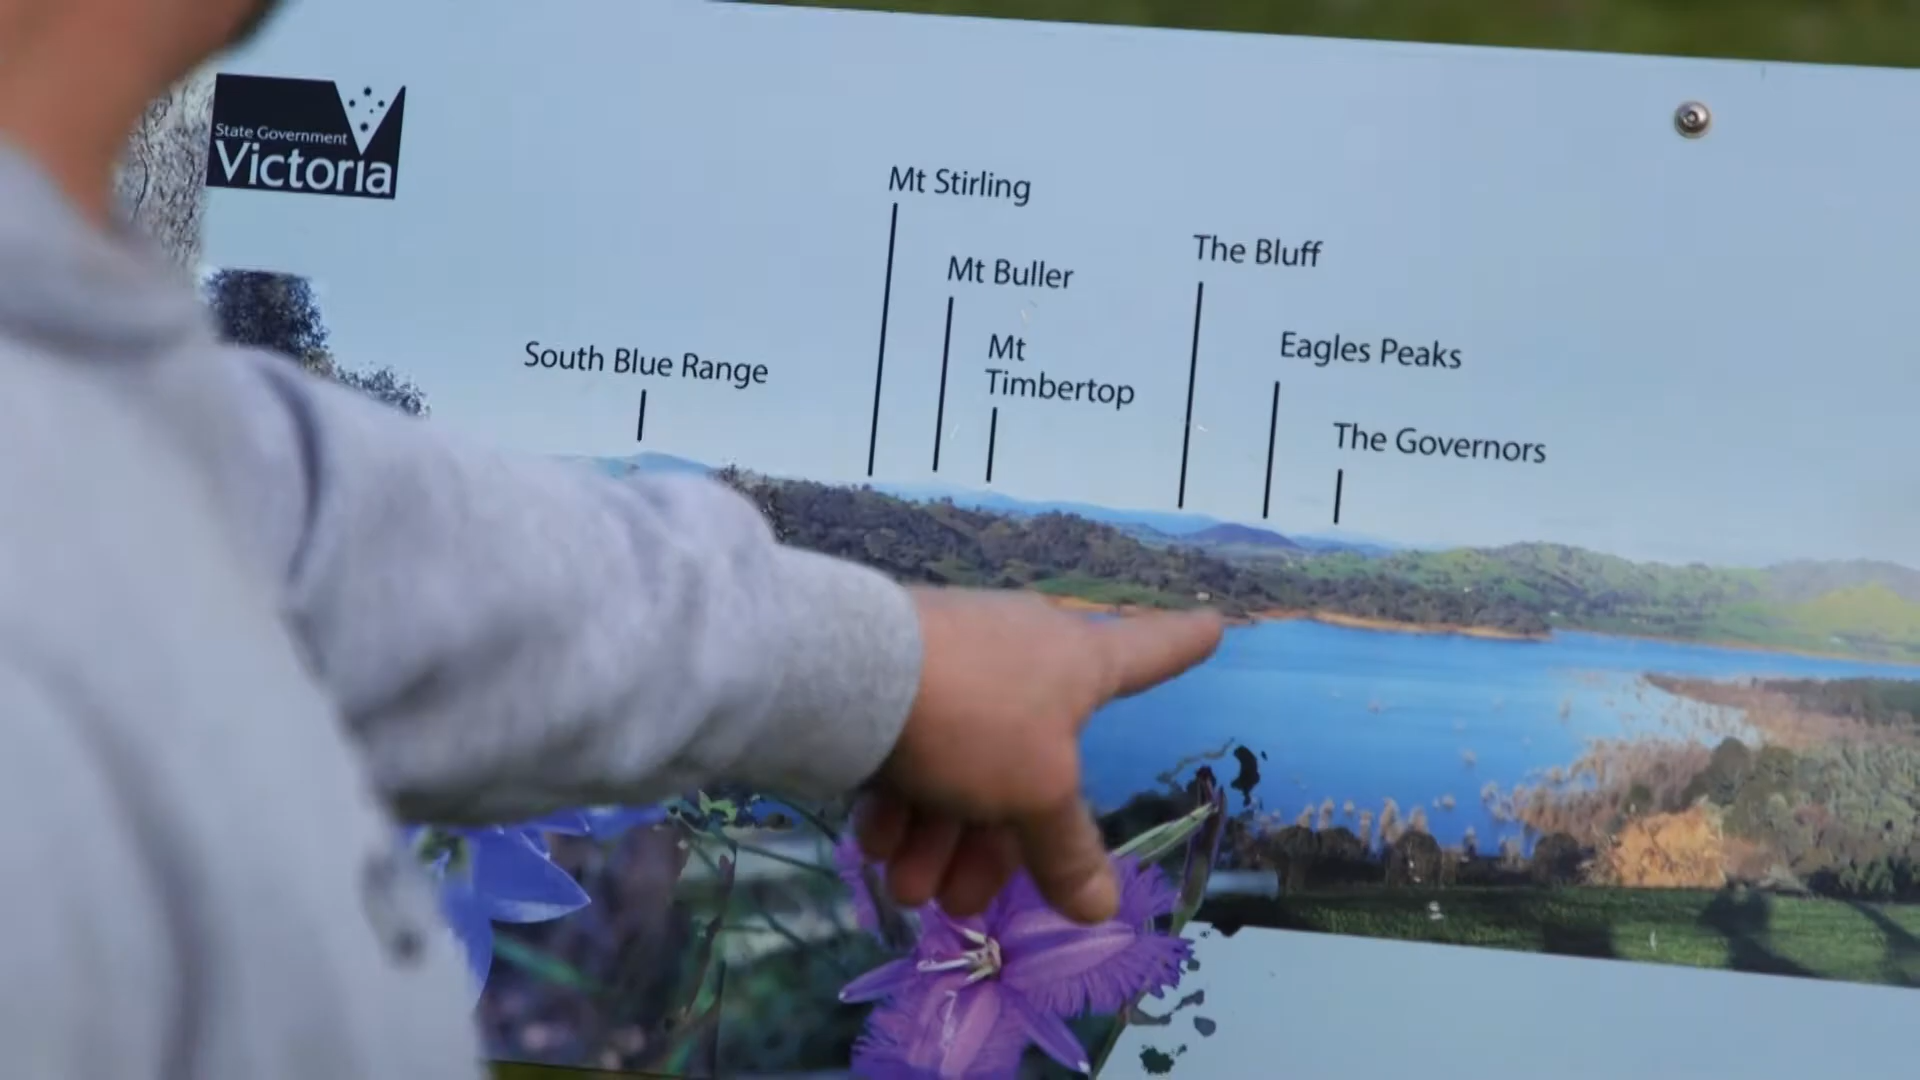 State Government
Victoria
Mt Stirling
The Bluff
Mt Buller
Mt
Timbertop
Eagles Peaks
South Blue Range
The Governors